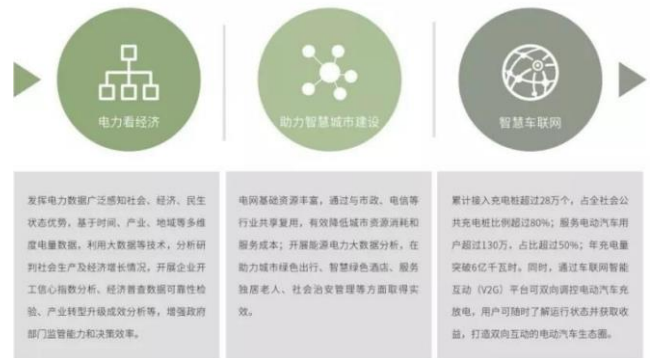 电力看经济
助力智慧城市建设
智慧车联网
发挥电力数据广泛感知社会、经济、民生
状态优势，基于时间、产业、地域等多维
度电量数据，利用大数据等技术，分析研
判社会生产及经济增长情况，开展企业开
工信心指数分析、经济普查数据可靠性检
验、产业转型升级成效分析等，增强政府
部门监管能力和决策效率。
电网基础资源丰富，通过与市政、电信等
行业共享复用，有效降低城市资源消耗和
服务成本；开展能源电力大数据分析，在
助力城市绿色出行、智慧绿色酒店、服务
独居老人、社会治安管理等方面取得实
效。
累计接入充电桩超过28万个，占全社会公
共充电桩比例超过80%；服务电动汽车用
户超过130万，占比超过50%；年充电量
突破6亿千瓦时。同时，通过车联网智能
互动（V2G）平台可双向调控电动汽车充
放电，用户可随时了解运行状态并获取收
益，打造双向互动的电动汽车生态圈。